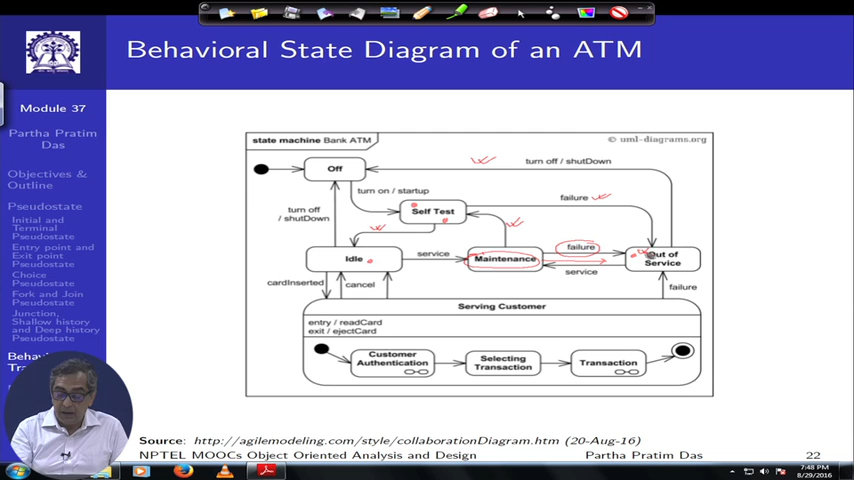 Behavioral State Diagram of an ATM
Module 37
Partha Pratim
Das
Objectives &
Outline
Pseudostate
Initial and
Terminal
Pseudostate
Entry point and
Exit point
Pseudostate
Choice
Pseudostate
Fork and Join
Pseudostate
Junction,
Shallow history
and Deep history
Pseudostate
state machine Bank ATM
© uml-diagrams.org
Off
turn off / shutDown
turn on / startup
failure
Self Test
turn off
/ shutDown
Idle
service
Maintenance
failure
service
Out of
Service
cardInserted
cancel
failure
Serving Customer
entry / readCard
exit / ejectCard
Customer
Authentication
Selecting
Transaction
Transaction
Source: http://agilemodeling.com/style/collaborationDiagram.htm (20-Aug-16)
NPTEL MOOCs Object Oriented Analysis and Design
Partha Pratim Das
22
7:48 PM
8/29/2016